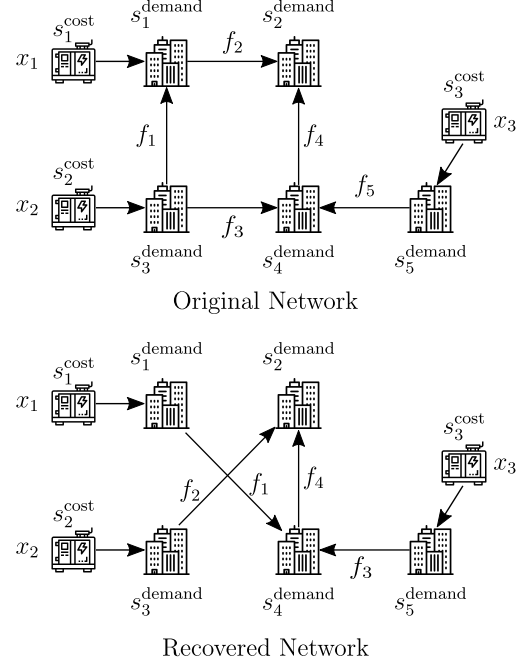 s_1^demand s_2^demand
s_1^cost
x_1 f_2
s_3^cost
x_3
f_1 f_4
s_2^cost
f_5
x_2
f_3
s_3^demand s_4^demand s_5^demand
Original Network
s_1^demand s_2^demand
s_1^cost
x_1
s_3^cost
x_3
f_2 f_1 f_4
s_2^cost
x_2
f_3
s_3^demand s_4^demand s_5^demand
Recovered Network